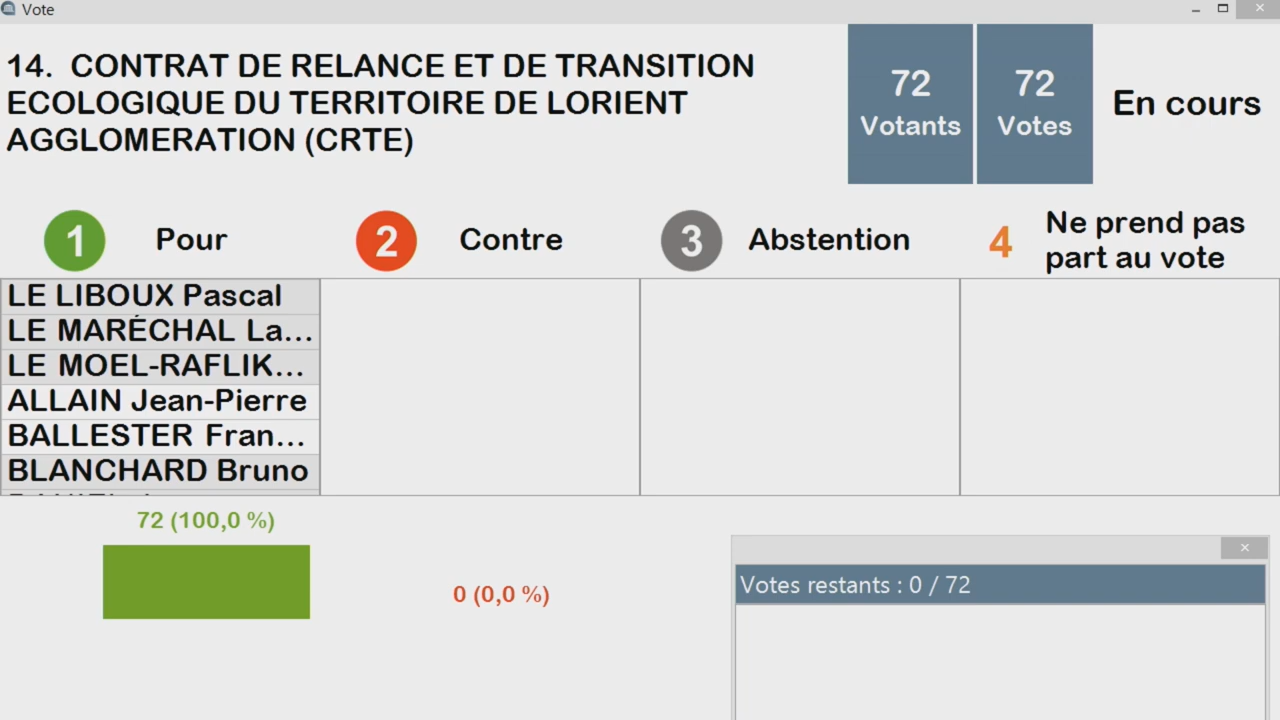 Vote
14. CONTRAT DE RELANCE ET DE TRANSITION
ECOLOGIQUE DU TERRITOIRE DE LORIENT
AGGLOMERATION (CRTE)
72
Votants
72
Votes
En cours
1 Pour
2 Contre
3 Abstention
4 Ne prend pas
part au vote
LE LIBOUX Pascal
LE MARÉCHAL La...
LE MOEL-RAFLIK...
ALLAIN Jean-Pierre
BALLESTER Fran...
BLANCHARD Bruno
72 (100,0 %)
0 (0,0 %)
Votes restants : 0 / 72